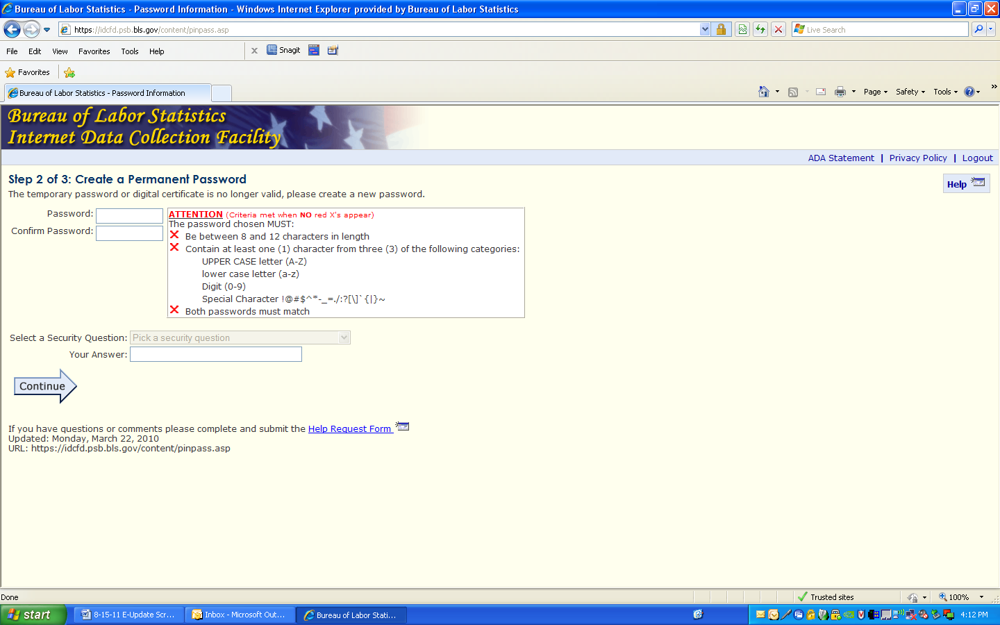 Bureau of Labor Statistics - Password Information - Windows Internet Explorer provided by Bureau of Labor Statistics
https://idcfd.psb.bls.gov/content/pinpass.asp
Live Search
File Edit View Favorites Tools Help
x Snagit
Favorites
Bureau of Labor Statistics - Password Information
Page Safety Tools »
Bureau of Labor Statistics
Internet Data Collection Facility
ADA Statement | Privacy Policy | Logout
Step 2 of 3: Create a Permanent Password
Help
The temporary password or digital certificate is no longer valid, please create a new password.
Password:
Confirm Password:
ATTENTION (Criteria met when NO red X's appear)
The password chosen MUST:
Be between 8 and 12 characters in length
Contain at least one (1) character from three (3) of the following categories:
UPPER CASE letter (A-Z)
lower case letter (a-z)
Digit (0-9)
Special Character !@#$^*-_=./:?[\]`{|}~
Both passwords must match
Select a Security Question: Pick a security question
Your Answer:
Continue
If you have questions or comments please complete and submit the Help Request Form
Updated: Monday, March 22, 2010
URL: https://idcfd.psb.bls.gov/content/pinpass.asp
Done
Trusted sites
100%
start
8-15-11 E-Update Scr...
Inbox - Microsoft Out...
Bureau of Labor Stati...
4:12 PM